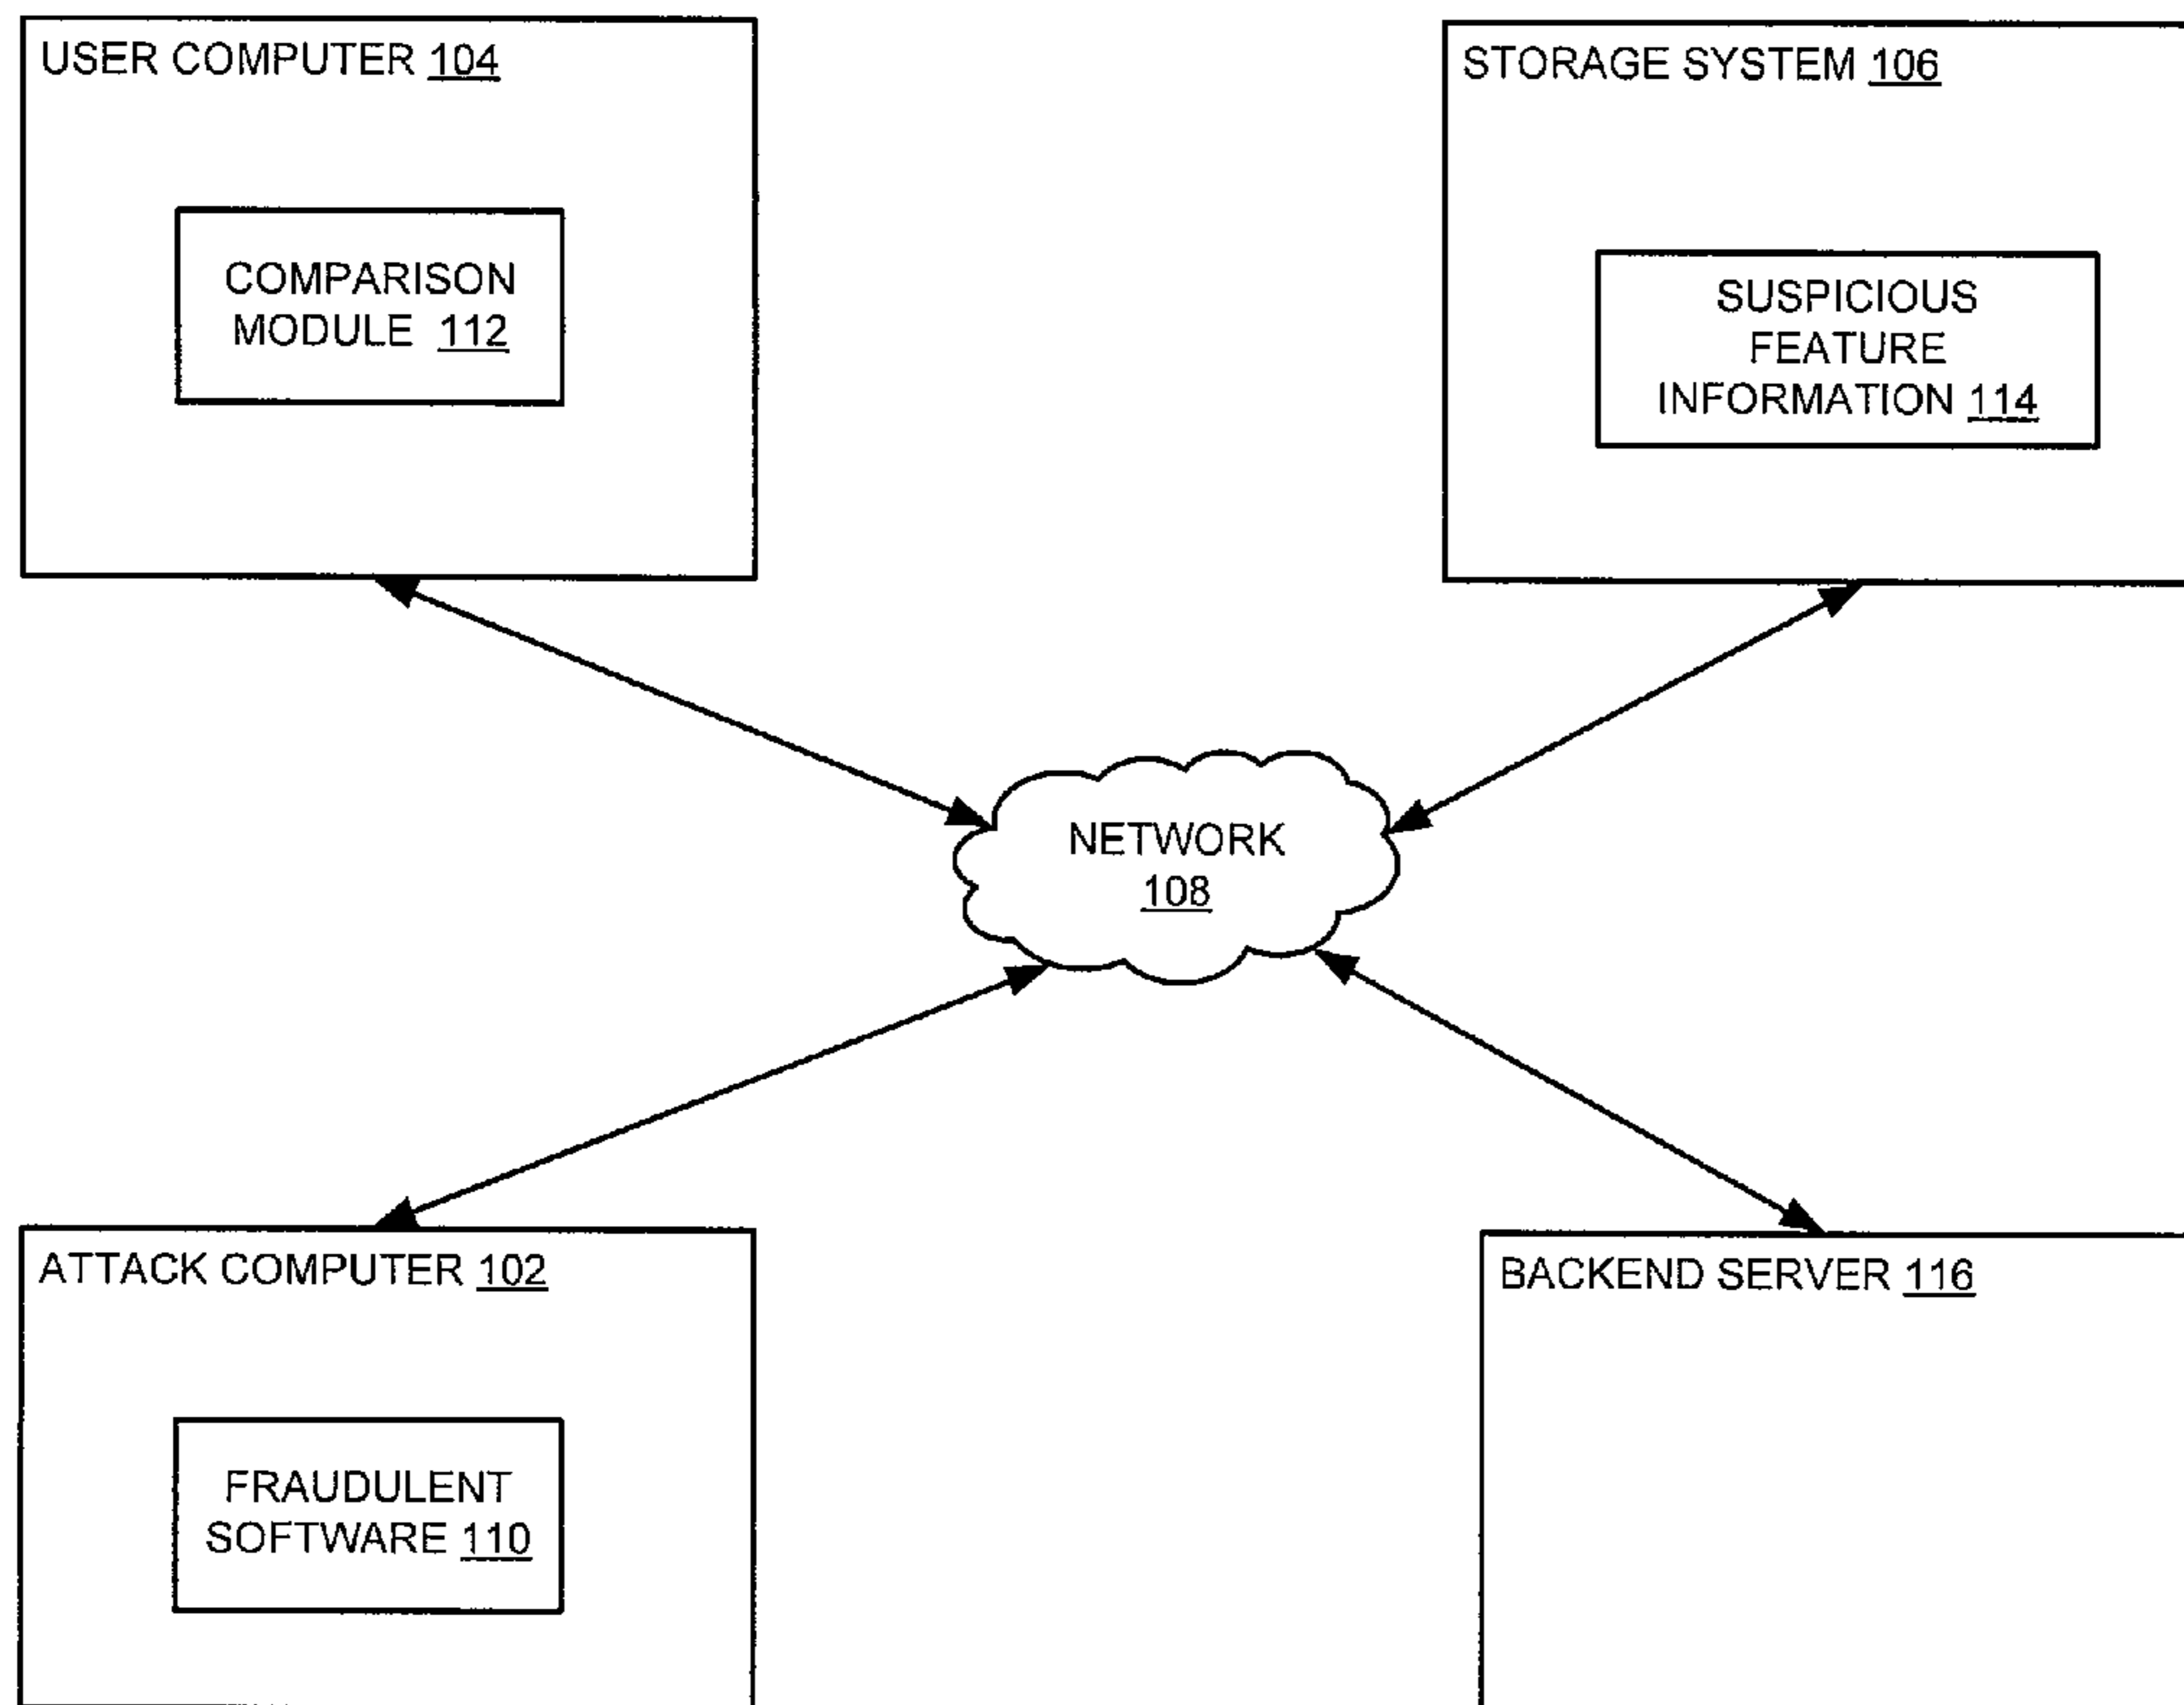 USER COMPUTER 104
COMPARISON
MODULE 112
STORAGE SYSTEM 106
SUSPICIOUS
FEATURE
INFORMATION 114
NETWORK
108
ATTACK COMPUTER 102
FRAUDULENT
SOFTWARE 110
BACKEND SERVER 116